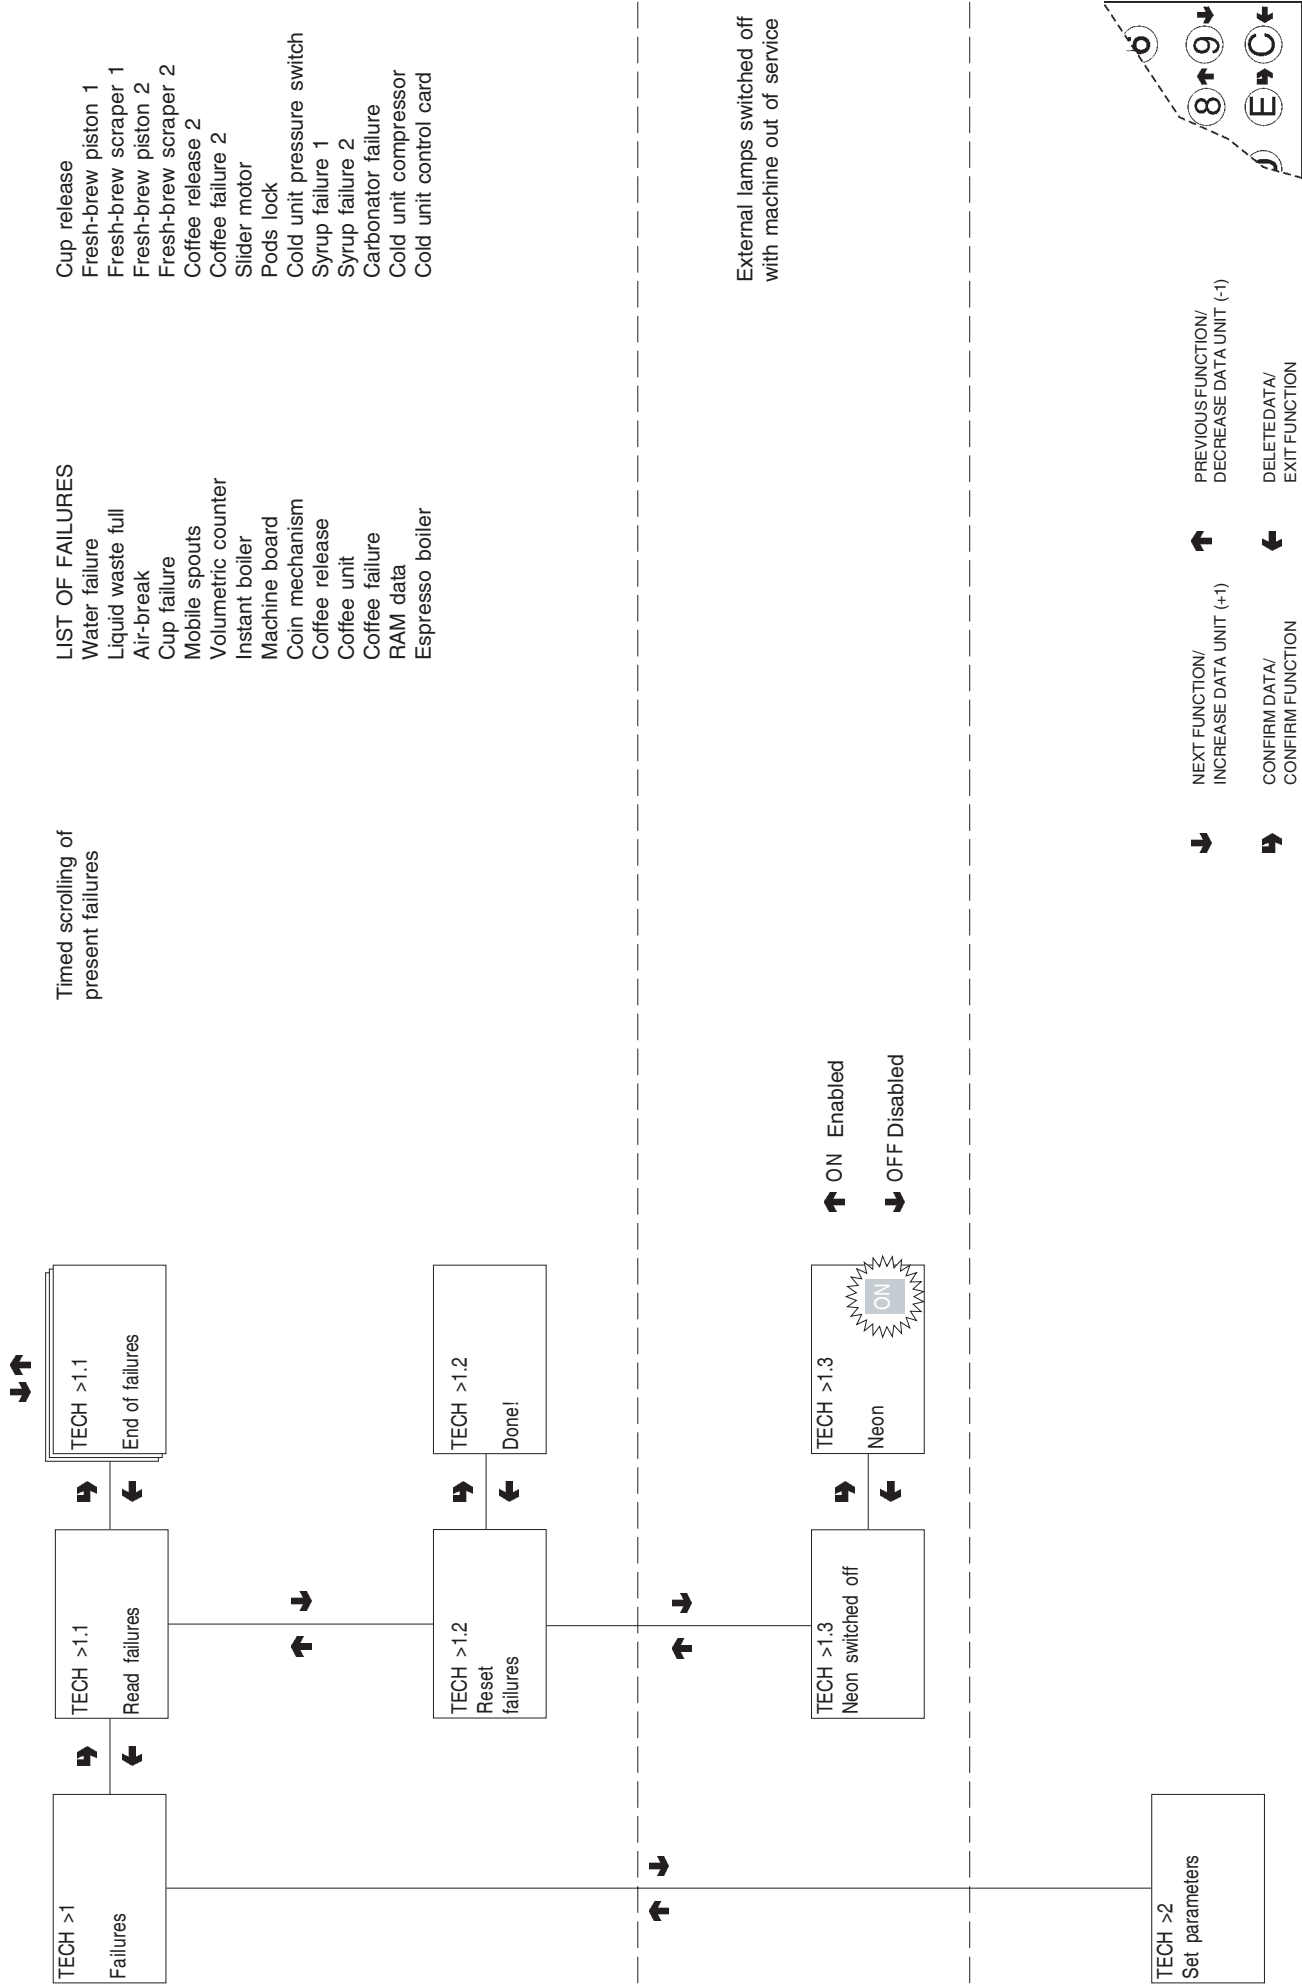 TECH >1
Failures
TECH >1.1
Read failures
TECH >1.1
End of failures
Timed scrolling of
present failures
LIST OF FAILURES
Water failure
Liquid waste full
Air-break
Cup failure
Mobile spouts
Volumetric counter
Instant boiler
Machine board
Coin mechanism
Coffee release
Coffee unit
Coffee failure
RAM data
Espresso boiler
Cup release
Fresh-brew piston 1
Fresh-brew scraper 1
Fresh-brew piston 2
Fresh-brew scraper 2
Coffee release 2
Coffee failure 2
Slider motor
Pods lock
Cold unit pressure switch
Syrup failure 1
Syrup failure 2
Carbonator failure
Cold unit compressor
Cold unit control card
TECH >1.2
Reset
failures
TECH >1.2
Done!
TECH >1.3
Neon switched off
TECH >1.3
Neon
ON
ON Enabled
OFF Disabled
External lamps switched off
with machine out of service
TECH >2
Set parameters
NEXT FUNCTION/
INCREASE DATA UNIT (+1)
PREVIOUS FUNCTION/
DECREASE DATA UNIT (-1)
CONFIRM DATA/
CONFIRM FUNCTION
DELETE DATA/
EXIT FUNCTION
6
8 9
E C